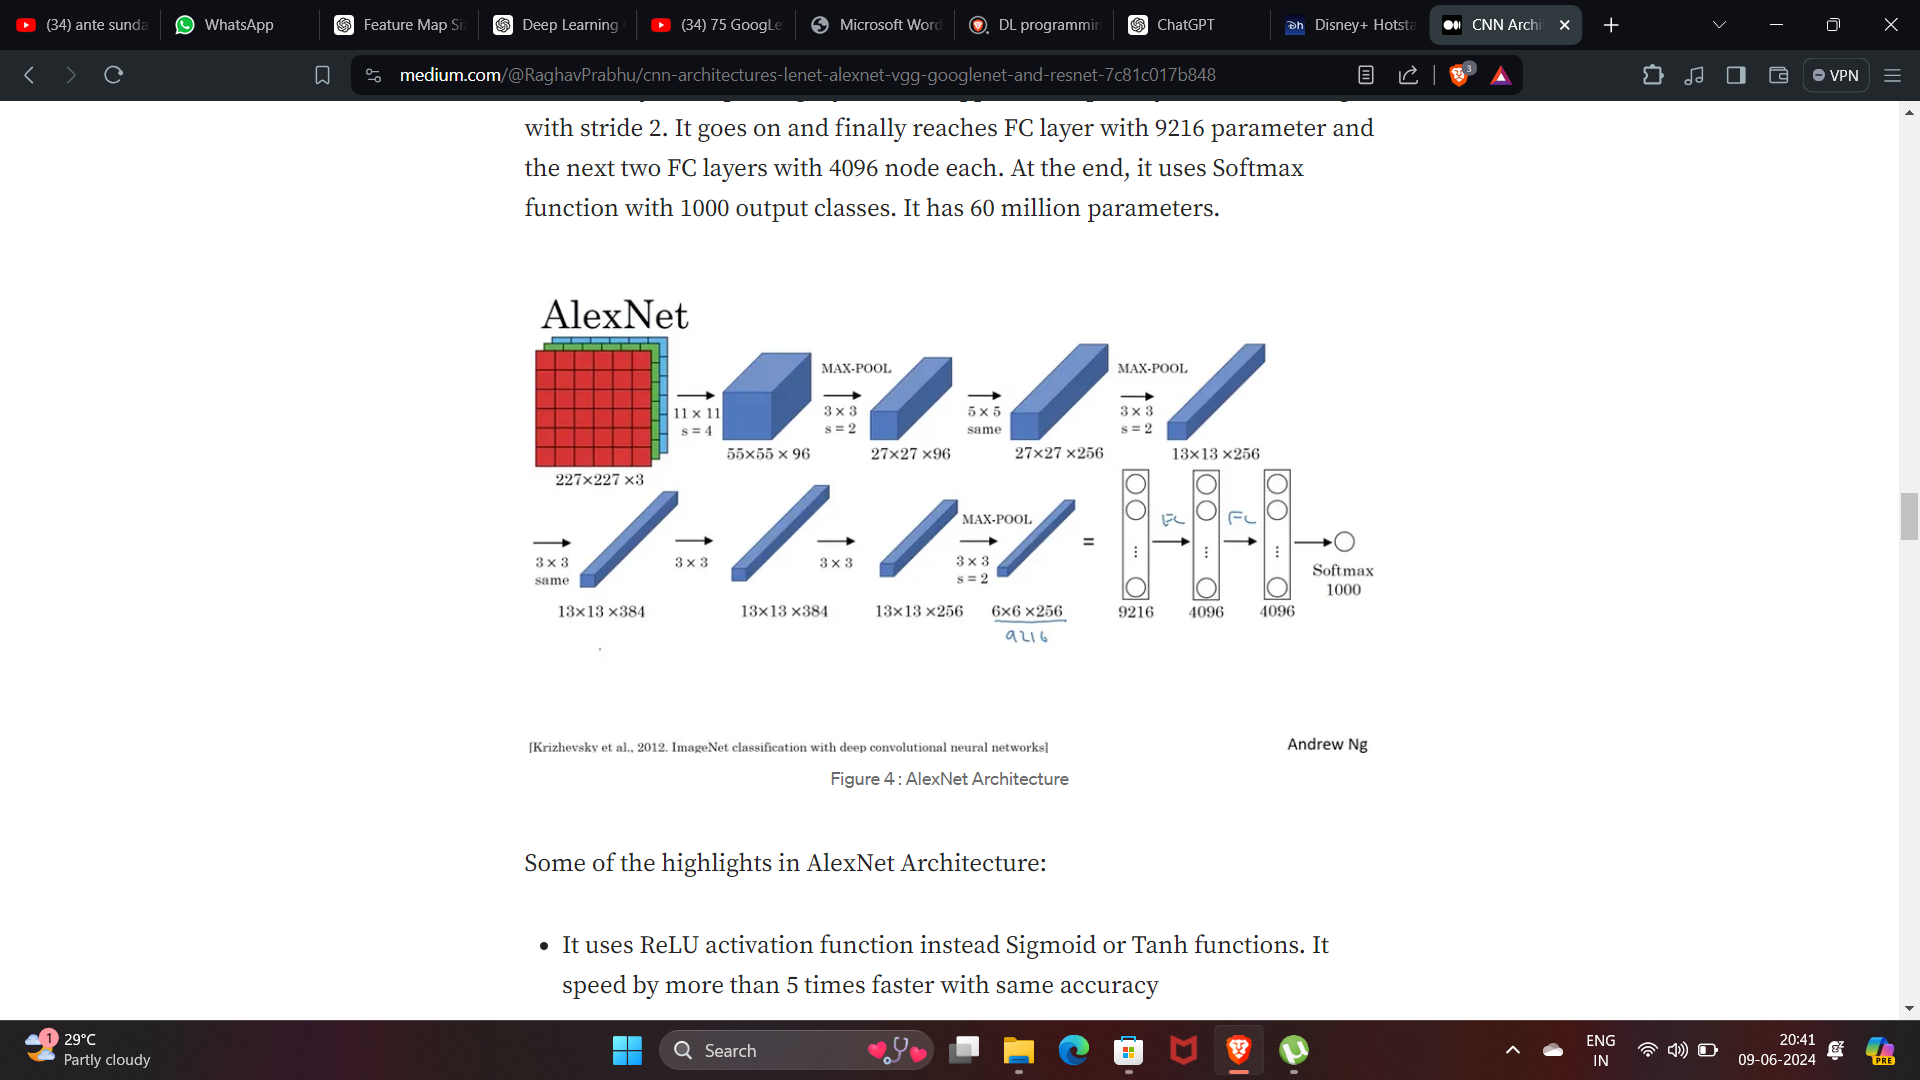 (34) ante sunda
WhatsApp
Feature Map Si
Deep Learning
(34) 75 GoogLe
Microsoft Word
DL programmin
ChatGPT
Disney+ Hotsta
CNN Archi
medium.com/@RaghavPrabhu/cnn-architectures-lenet-alexnet-vgg-googlenet-and-resnet-7c81c017b848
3
VPN
with stride 2. It goes on and finally reaches FC layer with 9216 parameter and
the next two FC layers with 4096 node each. At the end, it uses Softmax
function with 1000 output classes. It has 60 million parameters.
AlexNet
MAX-POOL
MAX-POOL
11 × 11
s = 4
3 × 3
s = 2
5 × 5
same
3 × 3
s = 2
227×227 ×3
55×55 × 96
27×27 ×96
27×27 ×256
13×13 ×256
3 × 3
same
3 × 3
3 × 3
MAX-POOL
3 × 3
s = 2
=
FC
FC
Softmax
1000
13×13 ×384
13×13 ×384
13×13 ×256
6×6 ×256
9216
9216
4096
4096
[Krizhevsky et al., 2012. ImageNet classification with deep convolutional neural networks]
Andrew Ng
Figure 4 : AlexNet Architecture
Some of the highlights in AlexNet Architecture:
• It uses ReLU activation function instead Sigmoid or Tanh functions. It
speed by more than 5 times faster with same accuracy
1
29°C
Partly cloudy
Search
ENG
IN
20:41
09-06-2024
PRE